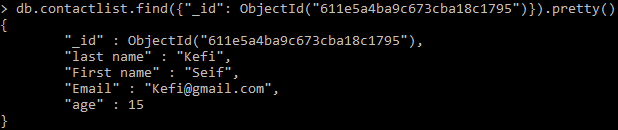 > db.contactlist.find({"_id": ObjectId("611e5a4ba9c673cba18c1795")}).pretty()
{
        "_id" : ObjectId("611e5a4ba9c673cba18c1795"),
        "last name" : "Kefi",
        "First name" : "Seif",
        "Email" : "Kefi@gmail.com",
        "age" : 15
}